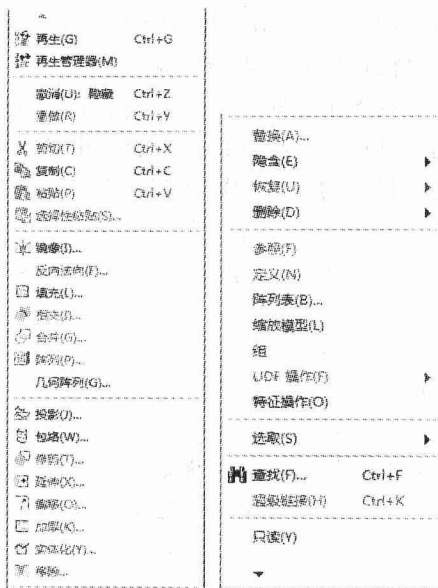 再生(G) Ctrl+G
再生管理器(M)
撤消(U): 隐藏 Ctrl+Z
重做(R) Ctrl+Y
剪切(T) Ctrl+X
复制(C) Ctrl+C
粘贴(P) Ctrl+V
选择性粘贴(S)...
镜像(I)...
反向法向(F)...
填充(L)...
相交(I)...
合并(G)...
阵列(P)...
几何阵列(G)...
投影(J)...
包络(W)...
修剪(T)...
延伸(X)...
偏移(O)...
加厚(K)...
实体化(Y)...
移除...
替换(A)...
隐含(E)
恢复(U)
删除(D)
参照(F)
定义(N)
阵列表(B)...
缩放模型(L)
组
UDF 操作(F)
特征操作(O)
选取(S)
查找(F)... Ctrl+F
超级链接(H) Ctrl+K
只读(Y)